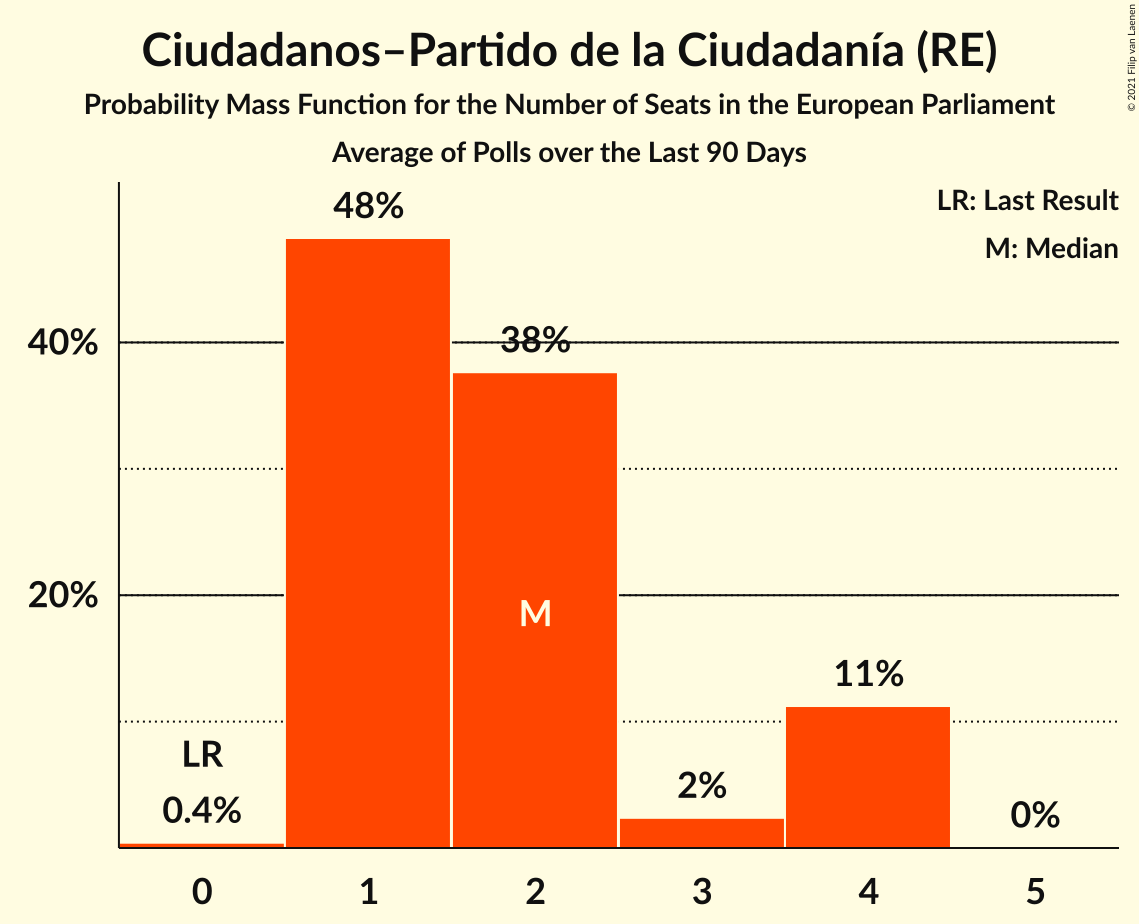 Ciudadanos–Partido de la Ciudadanía (RE)
Probability Mass Function for the Number of Seats in the European Parliament
Average of Polls over the Last 90 Days
© 2021 Filip van Laenen
LR: Last Result
M: Median
48%
40%
38%
20%
M
11%
LR
2%
0.4%
0%
0 1 2 3 4 5